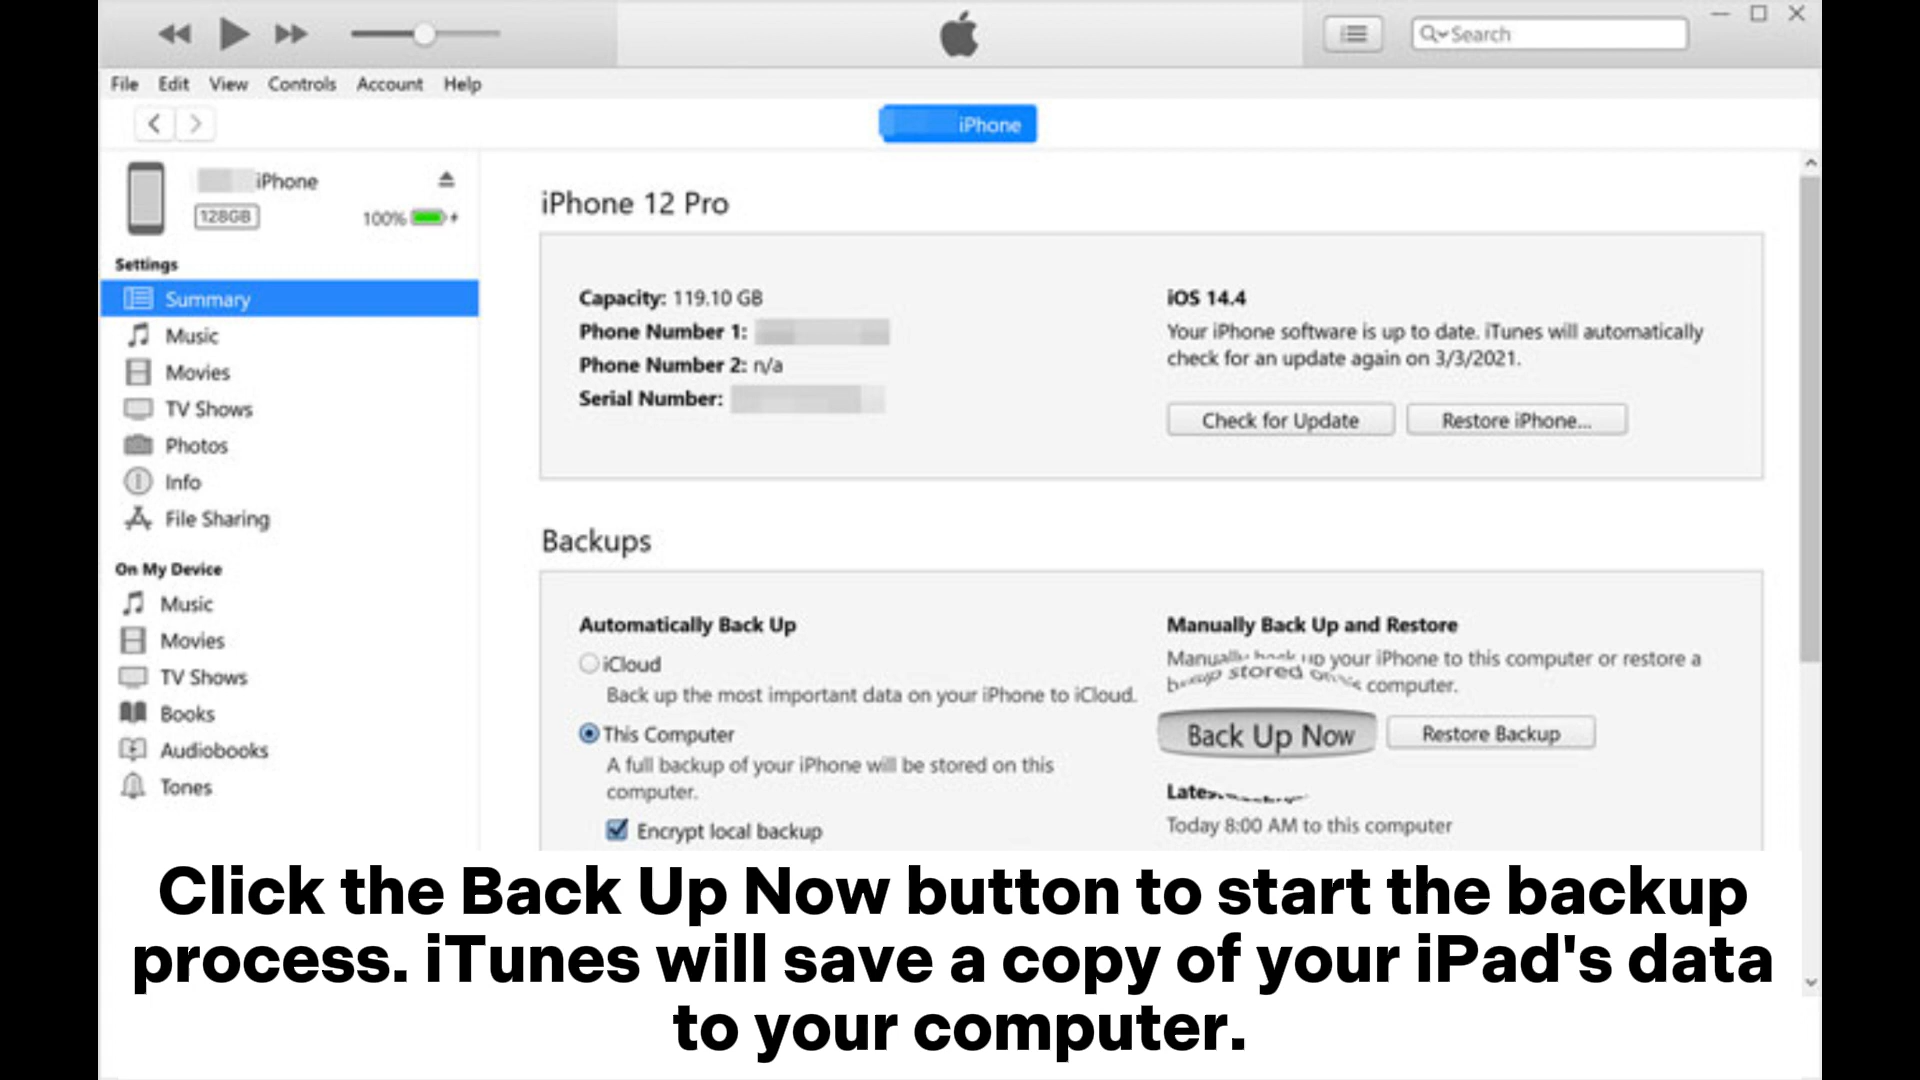 Search
File Edit View Controls Account Help
iPhone
iPhone
128GB 100%
Settings
Summary
Music
Movies
TV Shows
Photos
Info
File Sharing
On My Device
Music
Movies
TV Shows
Books
Audiobooks
Tones
iPhone 12 Pro
Capacity: 119.10 GB
Phone Number 1:
Phone Number 2: n/a
Serial Number:
iOS 14.4
Your iPhone software is up to date. iTunes will automatically
check for an update again on 3/3/2021.
Check for Update Restore iPhone...
Backups
Automatically Back Up
iCloud
Back up the most important data on your iPhone to iCloud.
This Computer
A full backup of your iPhone will be stored on this
computer.
Encrypt local backup
Manually Back Up and Restore
Manually back up your iPhone to this computer or restore a
stored computer.
Back Up Now Restore Backup
Today 8:00 AM to this computer
Click the Back Up Now button to start the backup
process. iTunes will save a copy of your iPad's data
to your computer.